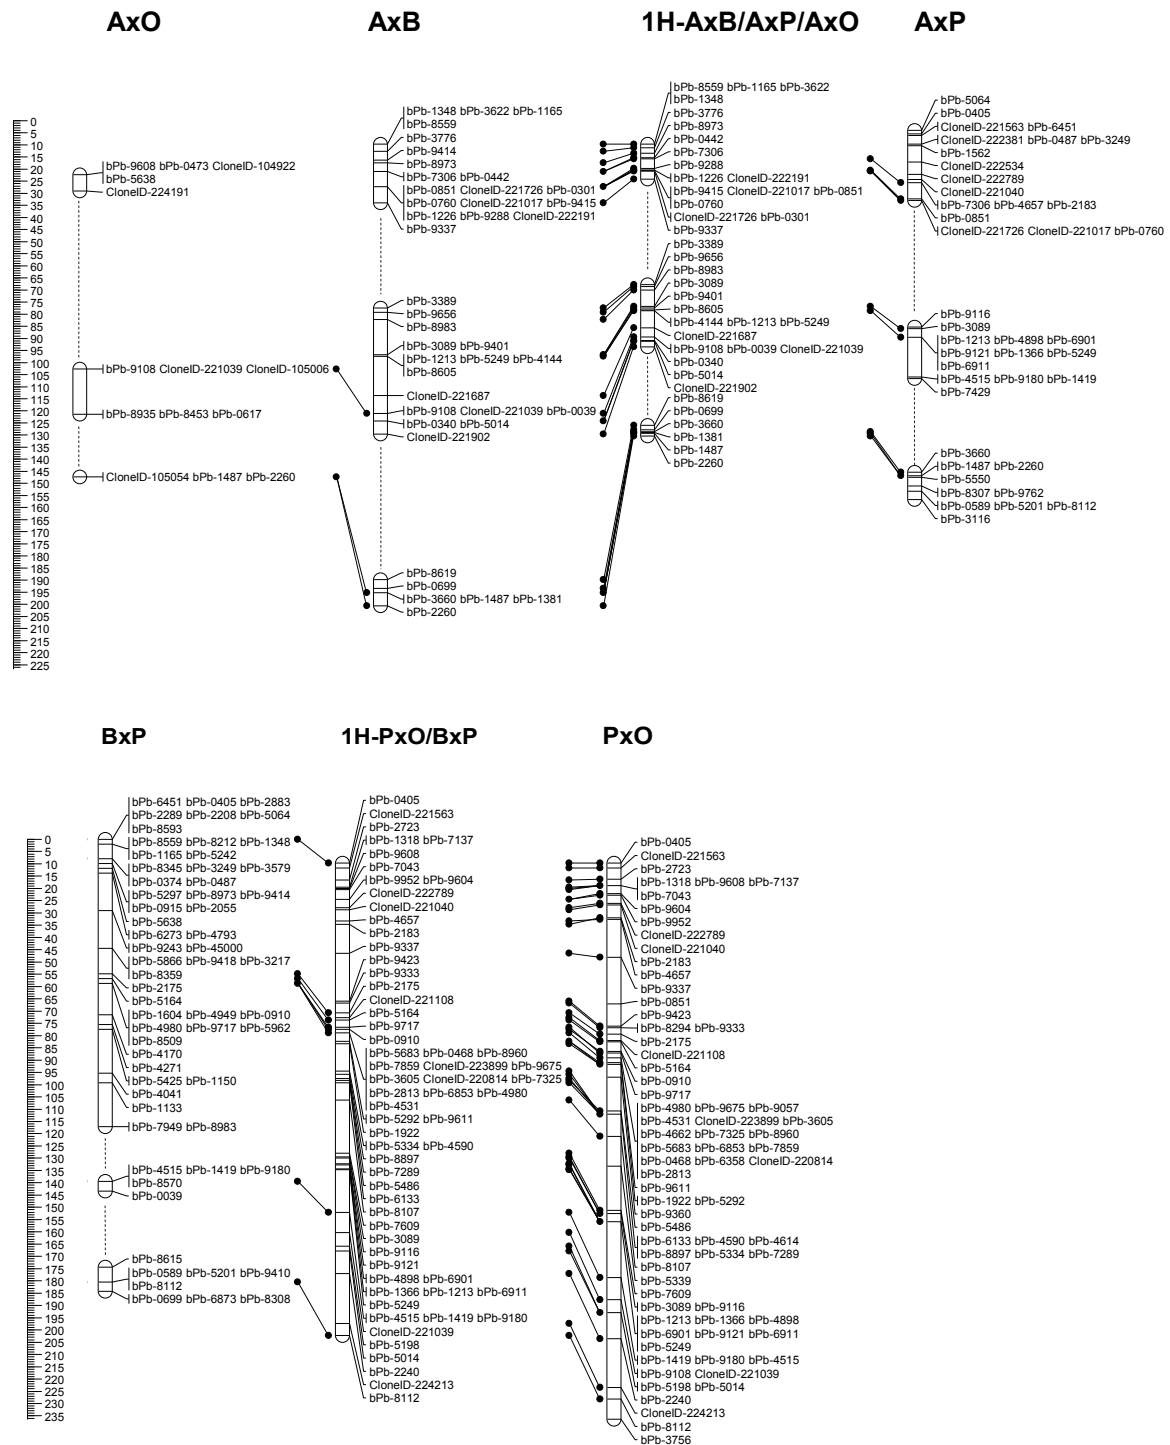 AxO AxB 1H-AxB/AxP/AxO AxP
0
5
10
15
20
25
30
35
40
45
50
55
60
65
70
75
80
85
90
95
100
105
110
115
120
125
130
135
140
145
150
155
160
165
170
175
180
185
190
195
200
205
210
215
220
225
bPb-9608 bPb-0473 CloneID-104922
bPb-5638
CloneID-224191
bPb-9108 CloneID-221039 CloneID-105006
bPb-8935 bPb-8453 bPb-0617
CloneID-105054 bPb-1487 bPb-2260
bPb-1348 bPb-3622 bPb-1165
bPb-8559
bPb-3776
bPb-9414
bPb-8973
bPb-7306 bPb-0442
bPb-0851 CloneID-221726 bPb-0301
bPb-0760 CloneID-221017 bPb-9415
bPb-1226 bPb-9288 CloneID-222191
bPb-9337
bPb-3389
bPb-9656
bPb-8983
bPb-3089 bPb-9401
bPb-1213 bPb-5249 bPb-4144
bPb-8605
CloneID-221687
bPb-9108 CloneID-221039 bPb-0039
bPb-0340 bPb-5014
CloneID-221902
bPb-8619
bPb-0699
bPb-3660 bPb-1487 bPb-1381
bPb-2260
bPb-8559 bPb-1165 bPb-3622
bPb-1348
bPb-3776
bPb-8973
bPb-0442
bPb-7306
bPb-9288
bPb-1226 CloneID-222191
bPb-9415 CloneID-221017 bPb-0851
bPb-0760
CloneID-221726 bPb-0301
bPb-9337
bPb-3389
bPb-9656
bPb-8983
bPb-3089
bPb-9401
bPb-8605
bPb-4144 bPb-1213 bPb-5249
CloneID-221687
bPb-9108 bPb-0039 CloneID-221039
bPb-0340
bPb-5014
CloneID-221902
bPb-8619
bPb-0699
bPb-3660
bPb-1381
bPb-1487
bPb-2260
bPb-5064
bPb-0405
CloneID-221563 bPb-6451
CloneID-222381 bPb-0487 bPb-3249
bPb-1562
CloneID-222534
CloneID-222789
CloneID-221040
bPb-7306 bPb-4657 bPb-2183
bPb-0851
CloneID-221726 CloneID-221017 bPb-0760
bPb-9116
bPb-3089
bPb-1213 bPb-4898 bPb-6901
bPb-9121 bPb-1366 bPb-5249
bPb-6911
bPb-4515 bPb-9180 bPb-1419
bPb-7429
bPb-3660
bPb-1487 bPb-2260
bPb-5550
bPb-8307 bPb-9762
bPb-0589 bPb-5201 bPb-8112
bPb-3116
BxP 1H-PxO/BxP PxO
0
5
10
15
20
25
30
35
40
45
50
55
60
65
70
75
80
85
90
95
100
105
110
115
120
125
130
135
140
145
150
155
160
165
170
175
180
185
190
195
200
205
210
215
220
225
230
235
bPb-6451 bPb-0405 bPb-2883
bPb-2289 bPb-2208 bPb-5064
bPb-8593
bPb-8559 bPb-8212 bPb-1348
bPb-1165 bPb-5242
bPb-8345 bPb-3249 bPb-3579
bPb-0374 bPb-0487
bPb-5297 bPb-8973 bPb-9414
bPb-0915 bPb-2055
bPb-5638
bPb-6273 bPb-4793
bPb-9243 bPb-45000
bPb-5866 bPb-9418 bPb-3217
bPb-8359
bPb-2175
bPb-5164
bPb-1604 bPb-4949 bPb-0910
bPb-4980 bPb-9717 bPb-5962
bPb-8509
bPb-4170
bPb-4271
bPb-5425 bPb-1150
bPb-4041
bPb-1133
bPb-7949 bPb-8983
bPb-4515 bPb-1419 bPb-9180
bPb-8570
bPb-0039
bPb-8615
bPb-0589 bPb-5201 bPb-9410
bPb-8112
bPb-0699 bPb-6873 bPb-8308
bPb-0405
CloneID-221563
bPb-2723
bPb-1318 bPb-7137
bPb-9608
bPb-7043
bPb-9952 bPb-9604
CloneID-222789
CloneID-221040
bPb-4657
bPb-2183
bPb-9337
bPb-9423
bPb-9333
bPb-2175
CloneID-221108
bPb-5164
bPb-9717
bPb-0910
bPb-5683 bPb-0468 bPb-8960
bPb-7859 CloneID-223899 bPb-9675
bPb-3605 CloneID-220814 bPb-7325
bPb-2813 bPb-6853 bPb-4980
bPb-4531
bPb-5292 bPb-9611
bPb-1922
bPb-5334 bPb-4590
bPb-8897
bPb-7289
bPb-5486
bPb-6133
bPb-8107
bPb-7609
bPb-3089
bPb-9116
bPb-9121
bPb-4898 bPb-6901
bPb-1366 bPb-1213 bPb-6911
bPb-5249
bPb-4515 bPb-1419 bPb-9180
CloneID-221039
bPb-5198
bPb-5014
bPb-2240
CloneID-224213
bPb-8112
bPb-0405
CloneID-221563
bPb-2723
bPb-1318 bPb-9608 bPb-7137
bPb-7043
bPb-9604
bPb-9952
CloneID-222789
CloneID-221040
bPb-2183
bPb-4657
bPb-9337
bPb-0851
bPb-9423
bPb-8294 bPb-9333
bPb-2175
CloneID-221108
bPb-5164
bPb-0910
bPb-9717
bPb-4980 bPb-9675 bPb-9057
bPb-4531 CloneID-223899 bPb-3605
bPb-4662 bPb-7325 bPb-8960
bPb-5683 bPb-6853 bPb-7859
bPb-0468 bPb-6358 CloneID-220814
bPb-2813
bPb-9611
bPb-1922 bPb-5292
bPb-9360
bPb-5486
bPb-6133 bPb-4590 bPb-4614
bPb-8897 bPb-5334 bPb-7289
bPb-8107
bPb-5339
bPb-7609
bPb-3089 bPb-9116
bPb-1213 bPb-1366 bPb-4898
bPb-6901 bPb-9121 bPb-6911
bPb-5249
bPb-1419 bPb-9180 bPb-4515
bPb-9108 CloneID-221039
bPb-5198 bPb-5014
bPb-2240
CloneID-224213
bPb-8112
bPb-3756